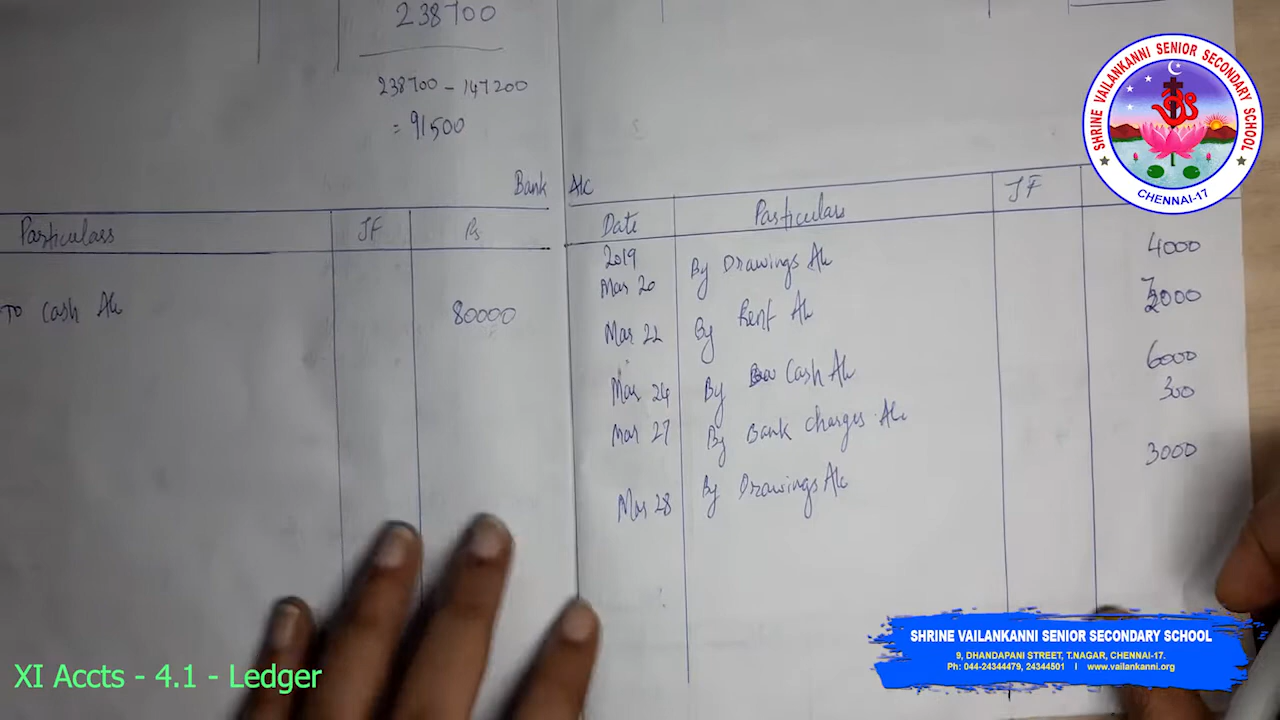 238700
238700 - 147200
= 91500
Bank A/c
Particulars JF Rs
Date Particulars JF
2019
Mar 20 By Drawings A/c 4000
To Cash A/c 80000
Mar 22 By Rent A/c
Mar 24 By Cash A/c 6000
Mar 27 By Bank charges A/c 300
Mar 28 By Drawings A/c 3000
SHRINE VAILANKANNI SENIOR SECONDARY SCHOOL
CHENNAI-17
XI Accts - 4.1 - Ledger
SHRINE VAILANKANNI SENIOR SECONDARY SCHOOL
9, DHANDAPANI STREET, T.NAGAR, CHENNAI-17.
Ph: 044-24344479, 24344501 I www.vailankanni.org